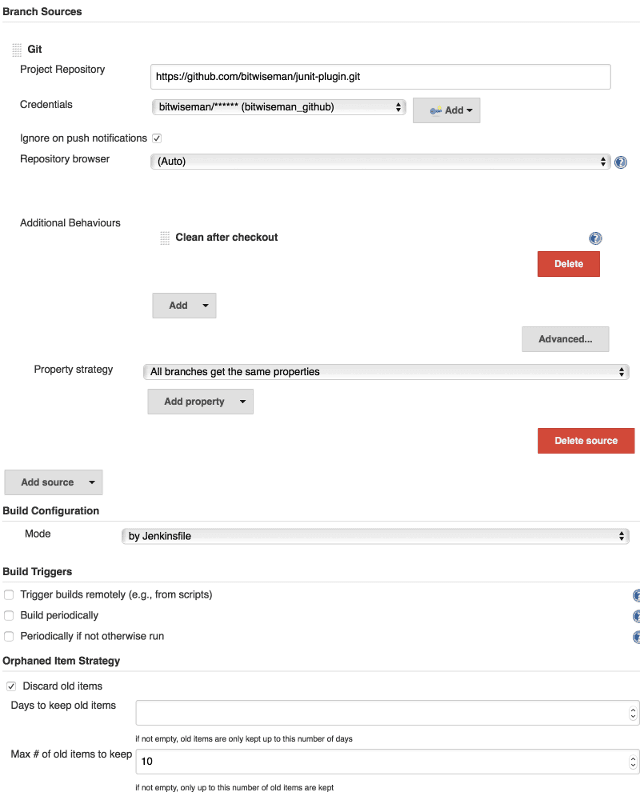 Branch Sources
Git
Project Repository
https://github.com/bitwiseman/junit-plugin.git
Credentials
bitwiseman/****** (bitwiseman_github)
Add
Ignore on push notifications
Repository browser
(Auto)
Additional Behaviours
Clean after checkout
Delete
Add
Advanced...
Property strategy
All branches get the same properties
Add property
Delete source
Add source
Build Configuration
Mode
by Jenkinsfile
Build Triggers
Trigger builds remotely (e.g., from scripts)
Build periodically
Periodically if not otherwise run
Orphaned Item Strategy
Discard old items
Days to keep old items
if not empty, old items are only kept up to this number of days
Max # of old items to keep
10
if not empty, only up to this number of old items are kept